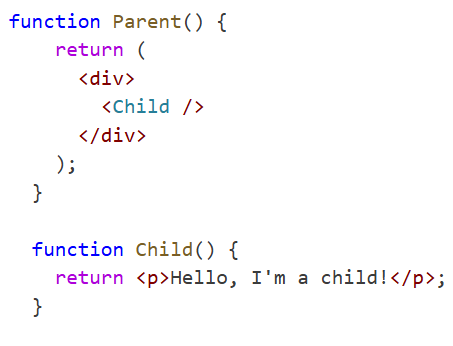 function Parent() {
    return (
      <div>
        <Child />
      </div>
    );
  }

  function Child() {
    return <p>Hello, I'm a child!</p>;
  }